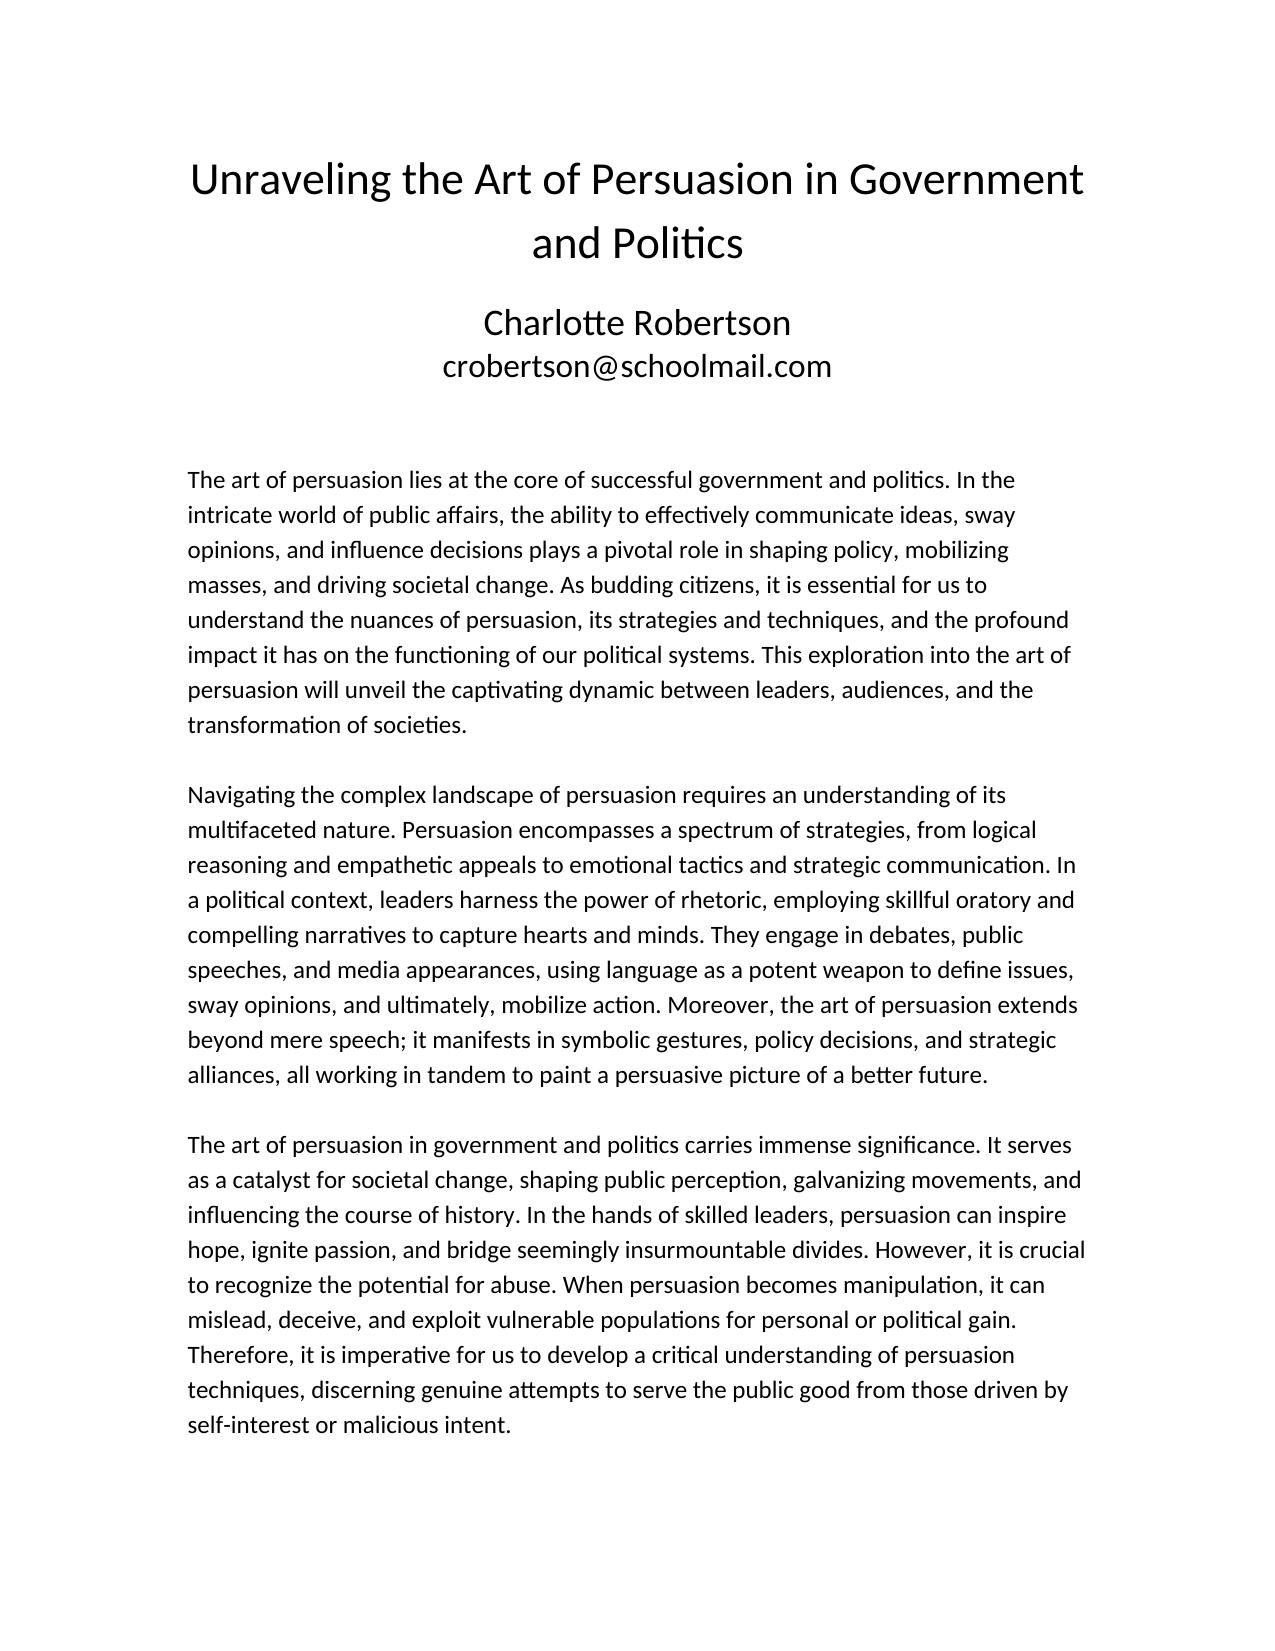 Unraveling the Art of Persuasion in Government
and Politics
Charlotte Robertson
crobertson@schoolmail.com
The art of persuasion lies at the core of successful government and politics. In the
intricate world of public affairs, the ability to effectively communicate ideas, sway
opinions, and influence decisions plays a pivotal role in shaping policy, mobilizing
masses, and driving societal change. As budding citizens, it is essential for us to
understand the nuances of persuasion, its strategies and techniques, and the profound
impact it has on the functioning of our political systems. This exploration into the art of
persuasion will unveil the captivating dynamic between leaders, audiences, and the
transformation of societies.
Navigating the complex landscape of persuasion requires an understanding of its
multifaceted nature. Persuasion encompasses a spectrum of strategies, from logical
reasoning and empathetic appeals to emotional tactics and strategic communication. In
a political context, leaders harness the power of rhetoric, employing skillful oratory and
compelling narratives to capture hearts and minds. They engage in debates, public
speeches, and media appearances, using language as a potent weapon to define issues,
sway opinions, and ultimately, mobilize action. Moreover, the art of persuasion extends
beyond mere speech; it manifests in symbolic gestures, policy decisions, and strategic
alliances, all working in tandem to paint a persuasive picture of a better future.
The art of persuasion in government and politics carries immense significance. It serves
as a catalyst for societal change, shaping public perception, galvanizing movements, and
influencing the course of history. In the hands of skilled leaders, persuasion can inspire
hope, ignite passion, and bridge seemingly insurmountable divides. However, it is crucial
to recognize the potential for abuse. When persuasion becomes manipulation, it can
mislead, deceive, and exploit vulnerable populations for personal or political gain.
Therefore, it is imperative for us to develop a critical understanding of persuasion
techniques, discerning genuine attempts to serve the public good from those driven by
self-interest or malicious intent.